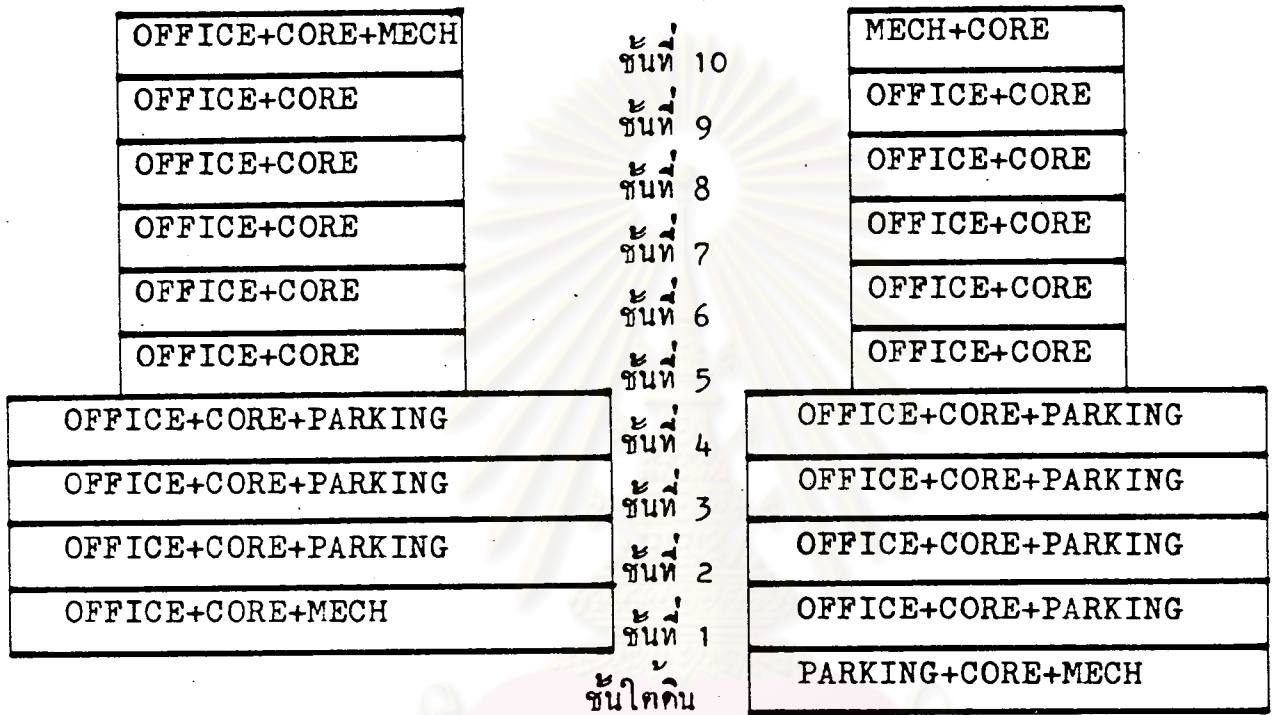 OFFICE+CORE+MECH ชั้นที่ 10 MECH+CORE
OFFICE+CORE ชั้นที่ 9 OFFICE+CORE
OFFICE+CORE ชั้นที่ 8 OFFICE+CORE
OFFICE+CORE ชั้นที่ 7 OFFICE+CORE
OFFICE+CORE ชั้นที่ 6 OFFICE+CORE
OFFICE+CORE ชั้นที่ 5 OFFICE+CORE
OFFICE+CORE+PARKING ชั้นที่ 4 OFFICE+CORE+PARKING
OFFICE+CORE+PARKING ชั้นที่ 3 OFFICE+CORE+PARKING
OFFICE+CORE+PARKING ชั้นที่ 2 OFFICE+CORE+PARKING
OFFICE+CORE+MECH ชั้นที่ 1 OFFICE+CORE+PARKING
ชั้นใต้ดิน PARKING+CORE+MECH